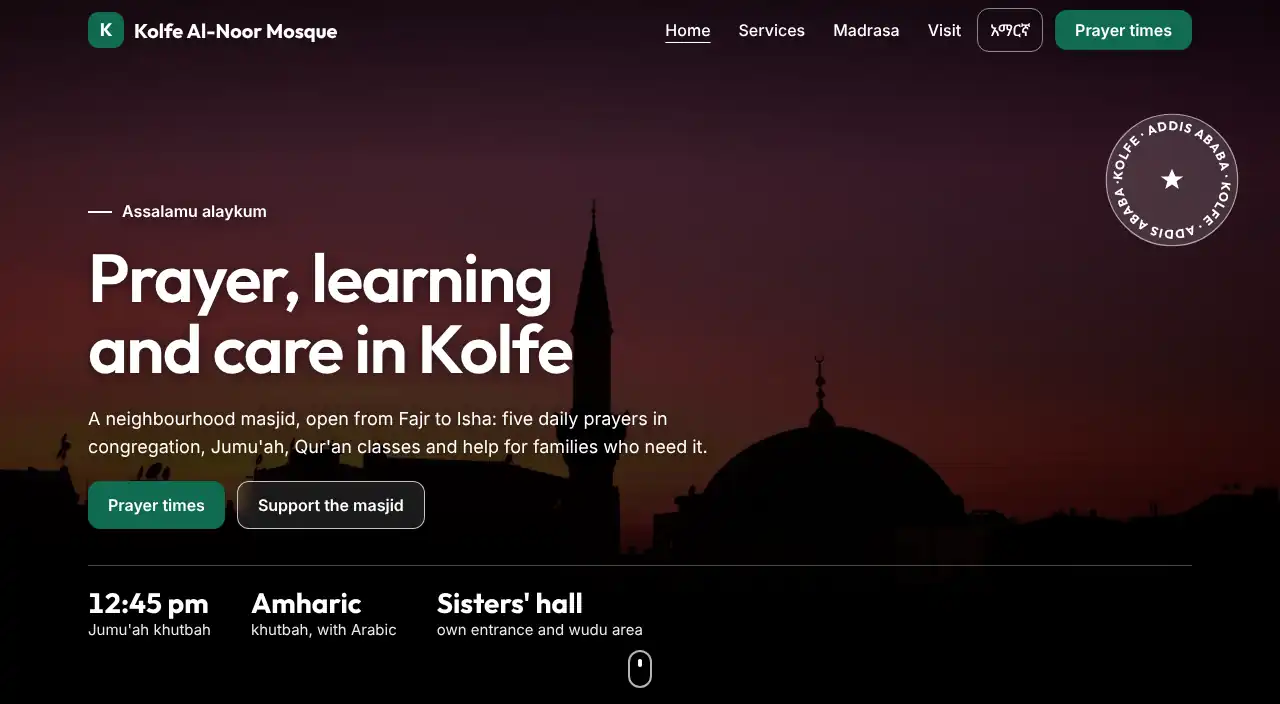 K
Kolfe Al-Noor Mosque
Home
Services
Madrasa
Visit
አማርኛ
Prayer times
KOLFE · ADDIS ABABA · KOLFE · ADDIS ABABA ·
Assalamu alaykum
Prayer, learning
and care in Kolfe
A neighbourhood masjid, open from Fajr to Isha: five daily prayers in
congregation, Jumu'ah, Qur'an classes and help for families who need it.
Prayer times
Support the masjid
12:45 pm
Jumu'ah khutbah
Amharic
khutbah, with Arabic
Sisters' hall
own entrance and wudu area